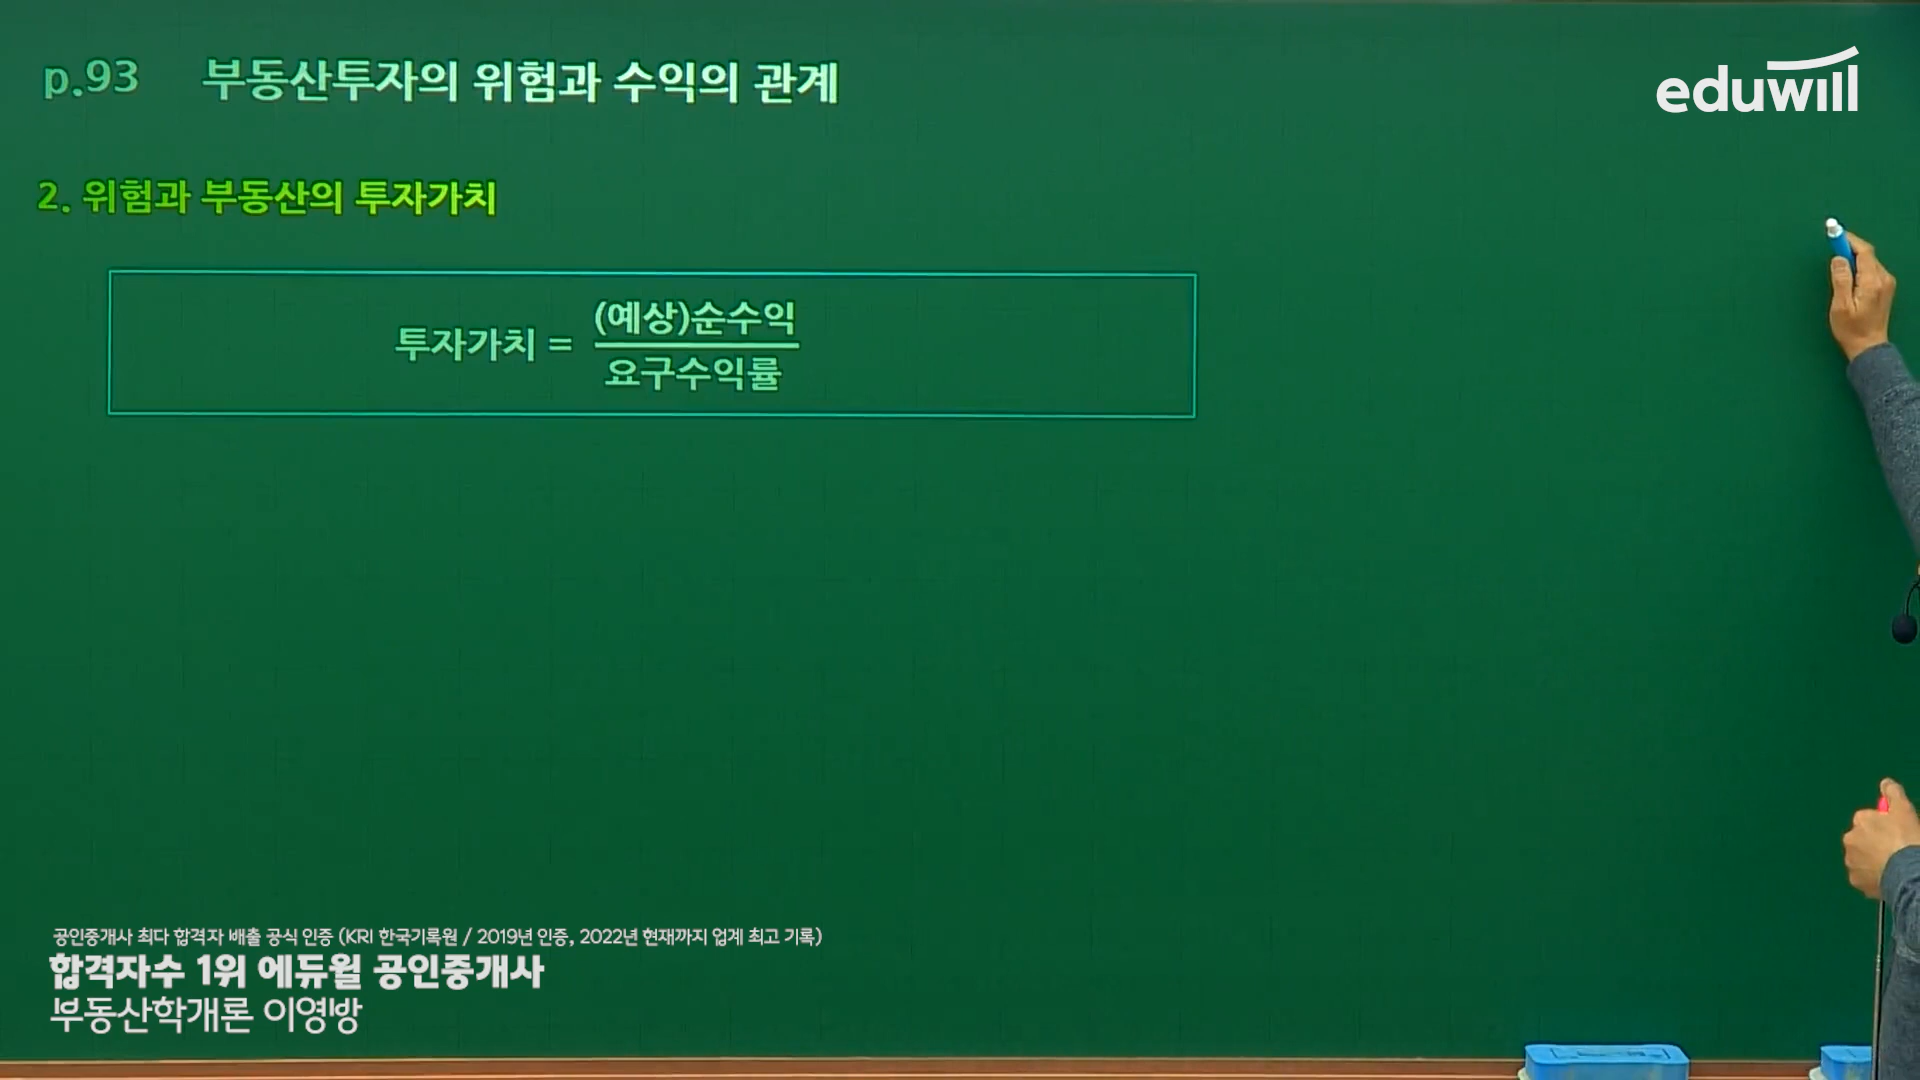 p.93 부동산투자의 위험과 수익의 관계
eduwill
2. 위험과 부동산의 투자가치
투자가치 = (예상)순수익
요구수익률
공인중개사 최다 합격자 배출 공식 인증 (KRI 한국기록원 / 2019년 인증, 2022년 현재까지 업계 최고 기록)
합격자수 1위 에듀윌 공인중개사
부동산학개론 이영방